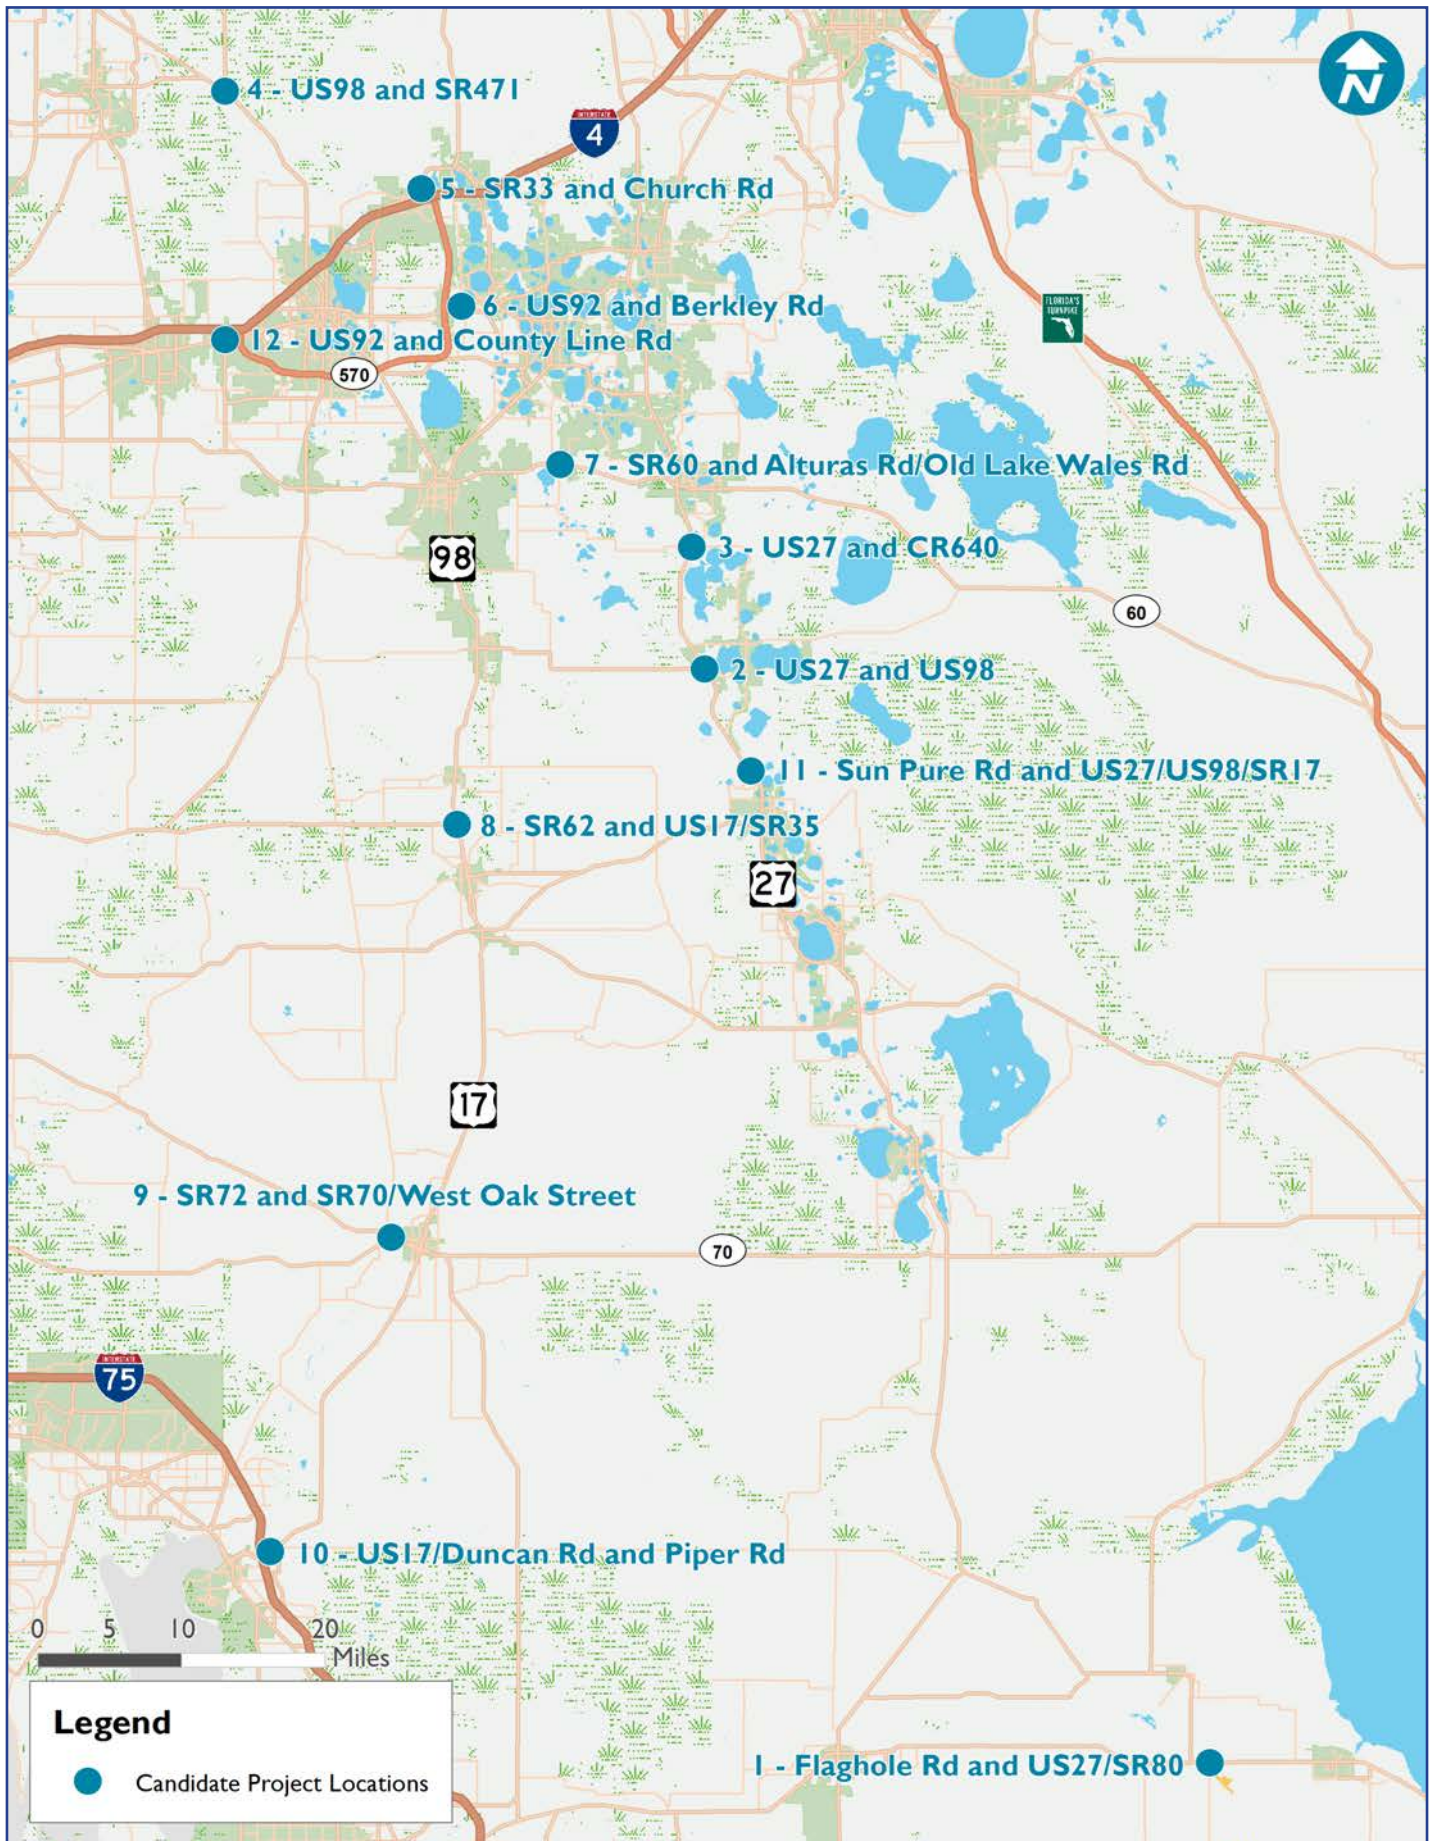 N
4 - US98 and SR471
INTERSTATE
4
5 - SR33 and Church Rd
6 - US92 and Berkley Rd
FLORIDA'S
TURNPIKE
12 - US92 and County Line Rd
570
7 - SR60 and Alturas Rd/Old Lake Wales Rd
98
3 - US27 and CR640
60
2 - US27 and US98
11 - Sun Pure Rd and US27/US98/SR17
8 - SR62 and US17/SR35
27
17
9 - SR72 and SR70/West Oak Street
70
INTERSTATE
75
10 - US17/Duncan Rd and Piper Rd
0 5 10 20
Miles
Legend
Candidate Project Locations
1 - Flaghole Rd and US27/SR80